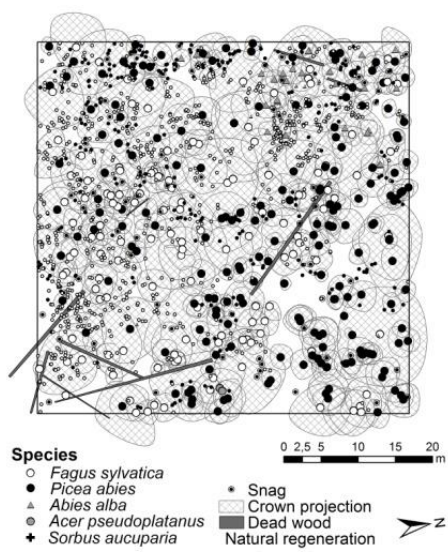 0 2,5 5 10 15 20
m
Species
Fagus sylvatica
Picea abies
Abies alba
Acer pseudoplatanus
Sorbus aucuparia
Snag
Crown projection
Dead wood
Natural regeneration
N